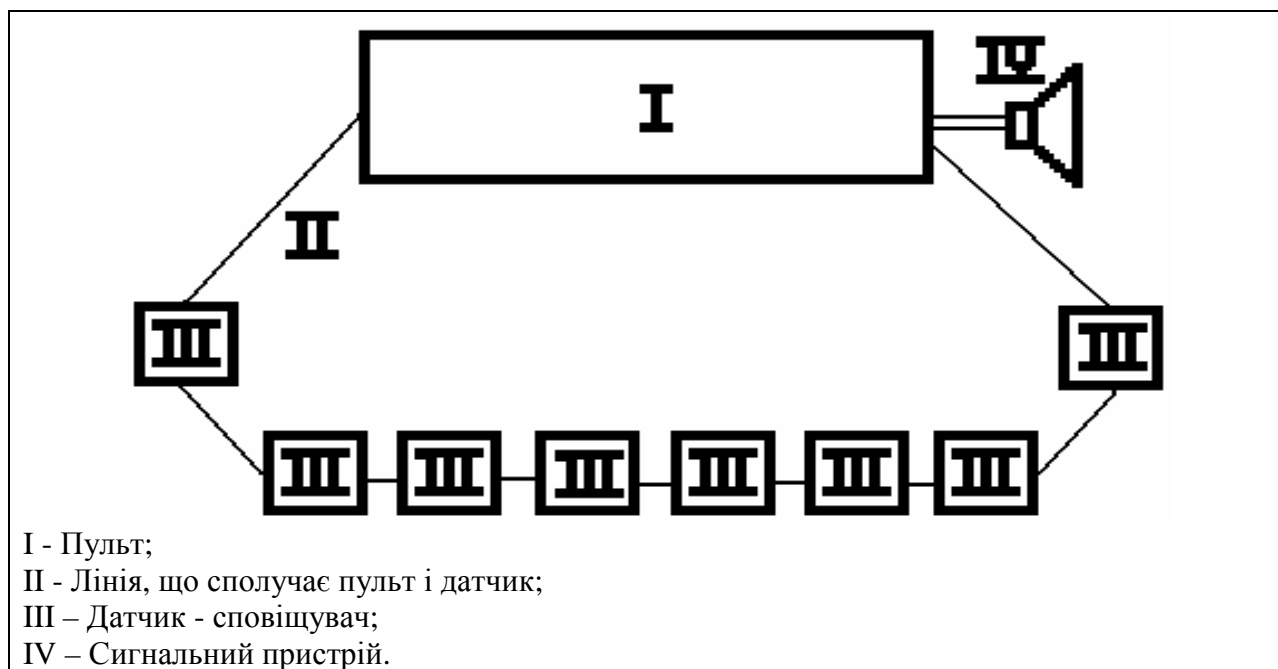 IV
I
II
III III
III III III III III III
I - Пульт;
II - Лінія, що сполучає пульт і датчик;
III – Датчик - сповіщувач;
IV – Сигнальний пристрій.